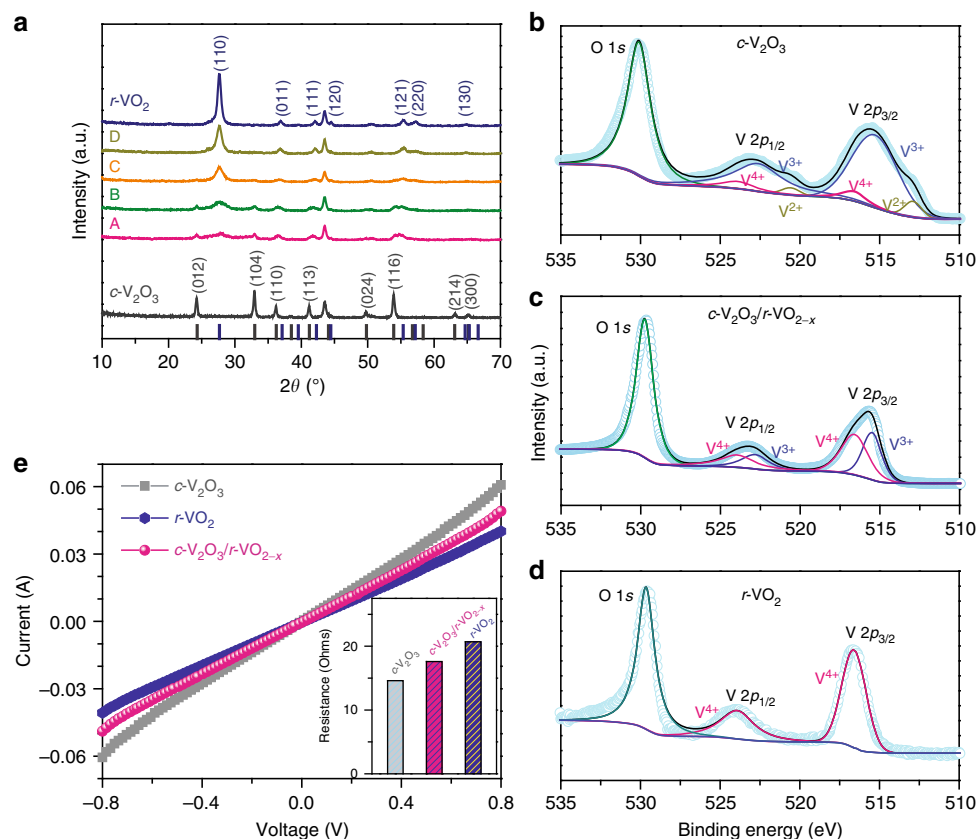 a
Intensity (a.u.)
r-VO₂
D
C
B
A
c-V₂O₃
(110)
(011)
(111)
(120)
(121)
(220)
(130)
(012)
(104)
(110)
(113)
(024)
(116)
(214)
(300)
10 20 30 40 50 60 70
2θ (°)
b
O 1s
c-V₂O₃
V 2p₁/₂
V 2p₃/₂
V³⁺
V³⁺
V⁴⁺
V⁴⁺
V²⁺
V²⁺
535 530 525 520 515 510
c
Intensity (a.u.)
O 1s
c-V₂O₃/r-VO₂₋ₓ
V 2p₁/₂
V 2p₃/₂
V⁴⁺
V³⁺
V⁴⁺
V³⁺
535 530 525 520 515 510
d
O 1s
r-VO₂
V 2p₁/₂
V 2p₃/₂
V⁴⁺
V⁴⁺
535 530 525 520 515 510
Binding energy (eV)
e
Current (A)
0.06
0.03
0.00
−0.03
−0.06
c-V₂O₃
r-VO₂
c-V₂O₃/r-VO₂₋ₓ
−0.8 −0.4 0.0 0.4 0.8
Voltage (V)
Resistance (Ohms)
20
10
0
c-V₂O₃
c-V₂O₃/r-VO₂₋ₓ
r-VO₂